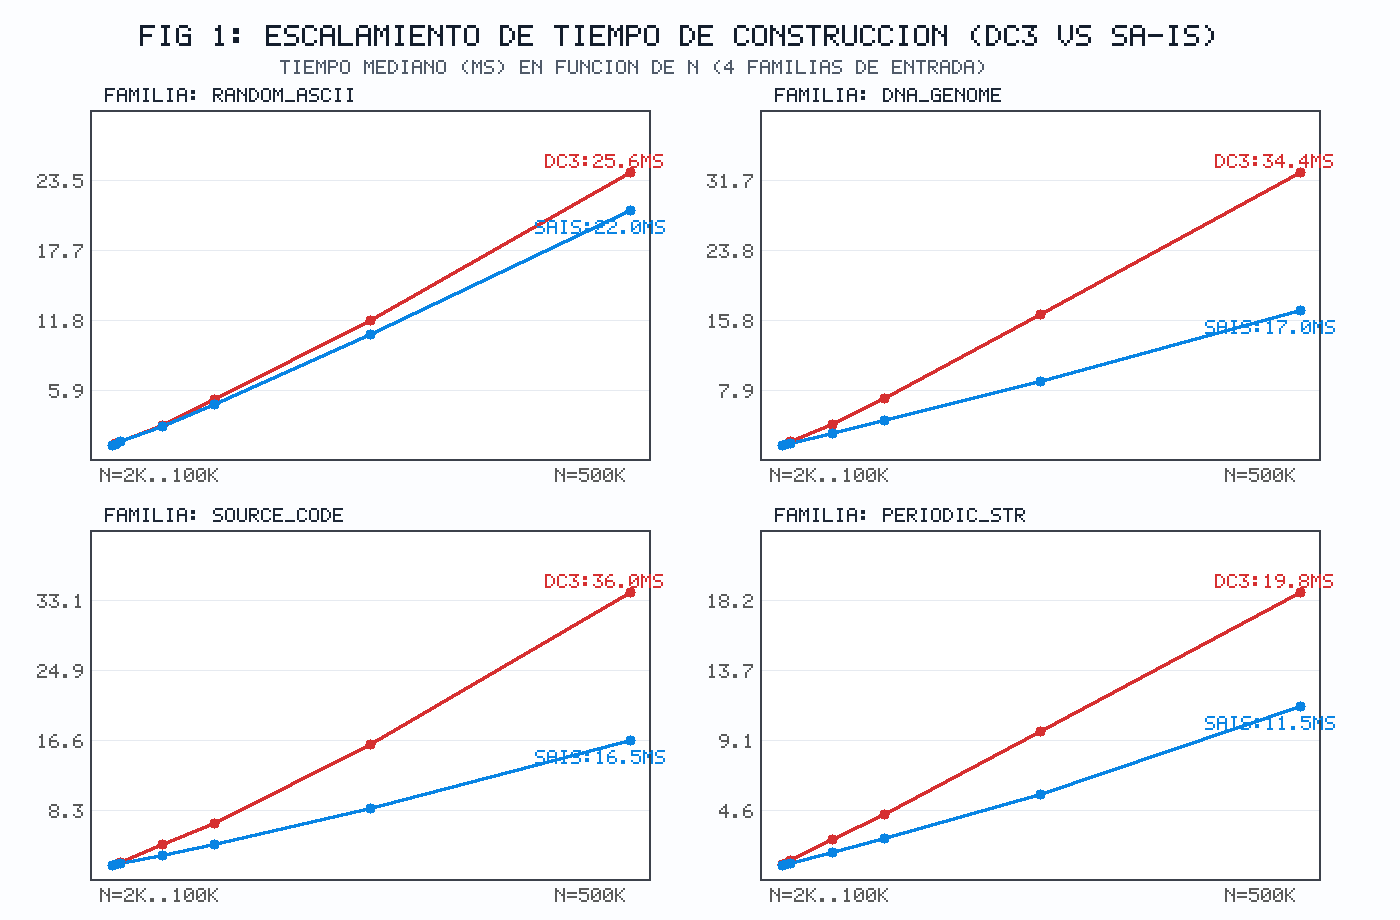 FIG 1: ESCALAMIENTO DE TIEMPO DE CONSTRUCCION (DC3 VS SA-IS)
TIEMPO MEDIANO (MS) EN FUNCION DE N (4 FAMILIAS DE ENTRADA)
FAMILIA: RANDOM_ASCII
DC3:25.6MS
23.5
SAIS:22.0MS
17.7
11.8
5.9
N=2K..100K
N=500K
FAMILIA: DNA_GENOME
DC3:34.4MS
31.7
23.8
15.8
SAIS:17.0MS
7.9
N=2K..100K
N=500K
FAMILIA: SOURCE_CODE
DC3:36.0MS
33.1
24.9
16.6
SAIS:16.5MS
8.3
N=2K..100K
N=500K
FAMILIA: PERIODIC_STR
DC3:19.8MS
18.2
13.7
SAIS:11.5MS
9.1
4.6
N=2K..100K
N=500K